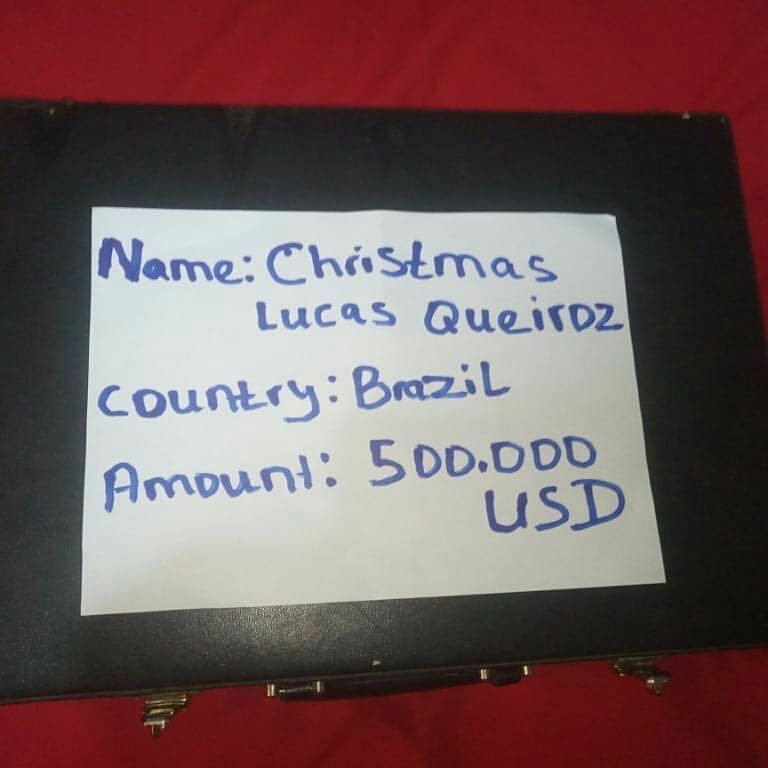 Name: Christmas
Lucas Queiroz
Country: Brazil
Amount: 500.000
USD